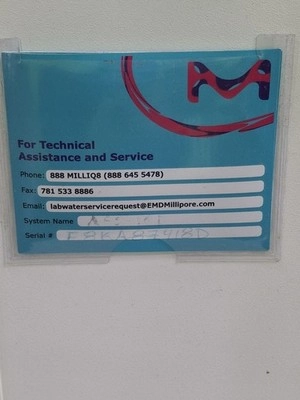 M
For Technical
Assistance and Service
Phone: 888 MILLIQ8 (888 645 5478)
Fax: 781 533 8886
Email: labwaterservicerequest@EMDMillipore.com
System Name
Serial #